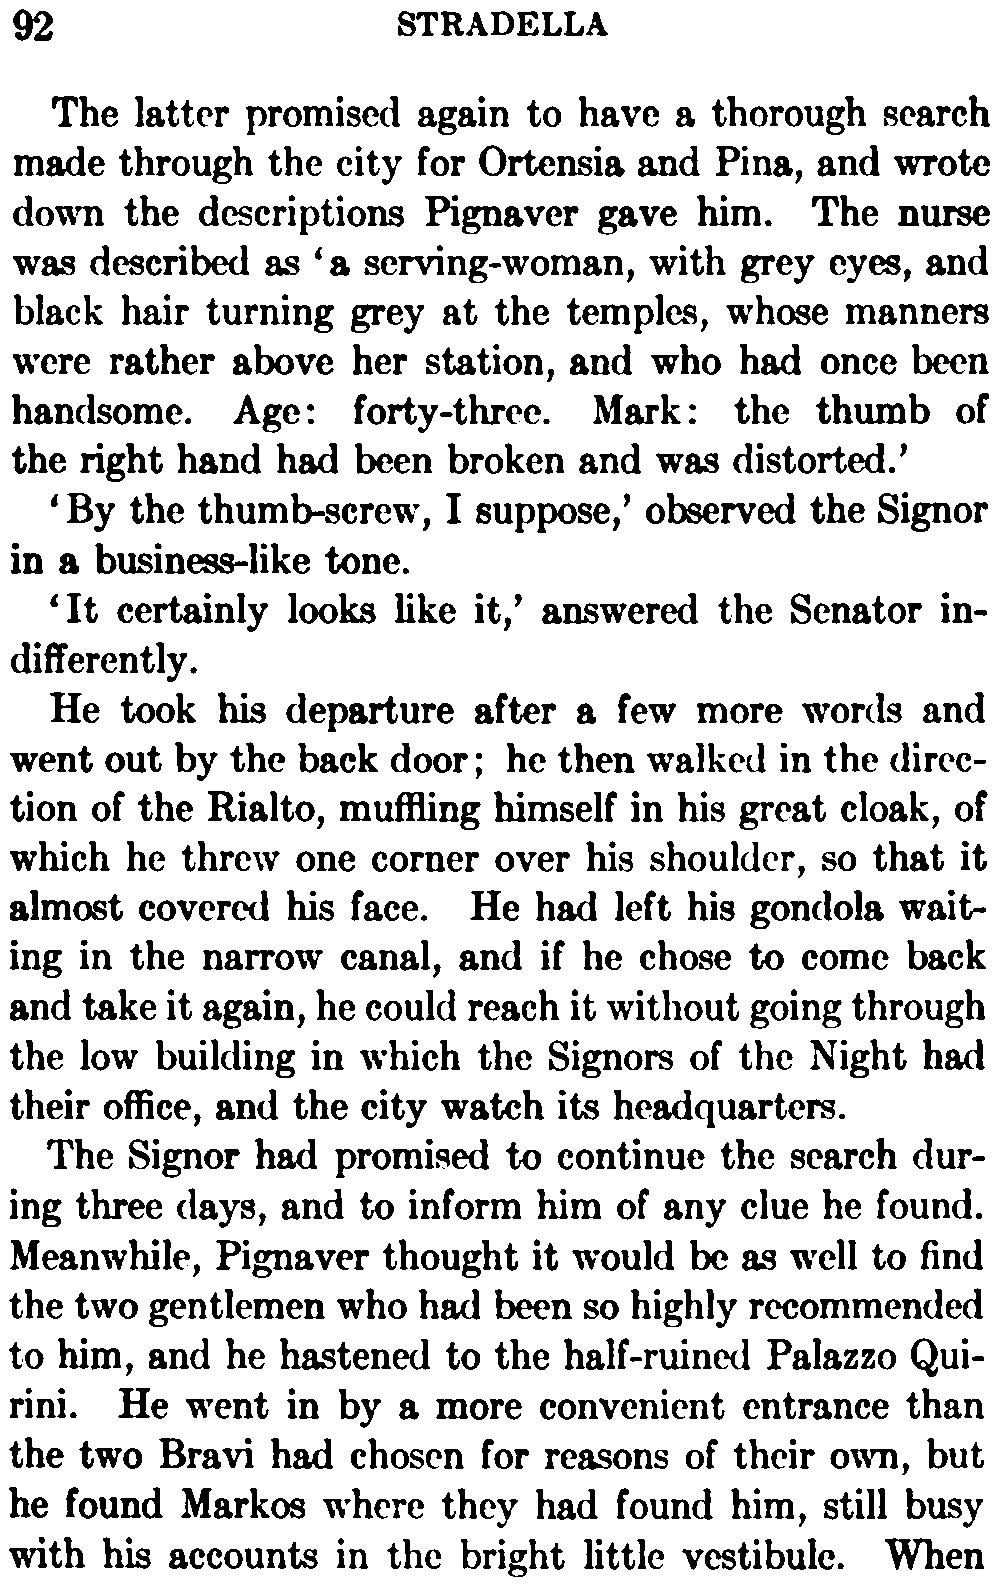 92 STRADELLA
The latter promised again to have a thorough search
made through the city for Ortensia and Pina, and wrote
down the descriptions Pignaver gave him. The nurse
was described as ‘a serving-woman, with grey eyes, and
black hair turning grey at the temples, whose manners
were rather above her station, and who had once been
handsome. Age: forty-three. Mark: the thumb of
the right hand had been broken and was distorted.’
‘By the thumb-screw, I suppose,’ observed the Signor
in a business-like tone.
‘It certainly looks like it,’ answered the Senator in-
differently.
He took his departure after a few more words and
went out by the back door; he then walked in the direc-
tion of the Rialto, muffling himself in his great cloak, of
which he threw one corner over his shoulder, so that it
almost covered his face. He had left his gondola wait-
ing in the narrow canal, and if he chose to come back
and take it again, he could reach it without going through
the low building in which the Signors of the Night had
their office, and the city watch its headquarters.
The Signor had promised to continue the search dur-
ing three days, and to inform him of any clue he found.
Meanwhile, Pignaver thought it would be as well to find
the two gentlemen who had been so highly recommended
to him, and he hastened to the half-ruined Palazzo Qui-
rini. He went in by a more convenient entrance than
the two Bravi had chosen for reasons of their own, but
he found Markos where they had found him, still busy
with his accounts in the bright little vestibule. When